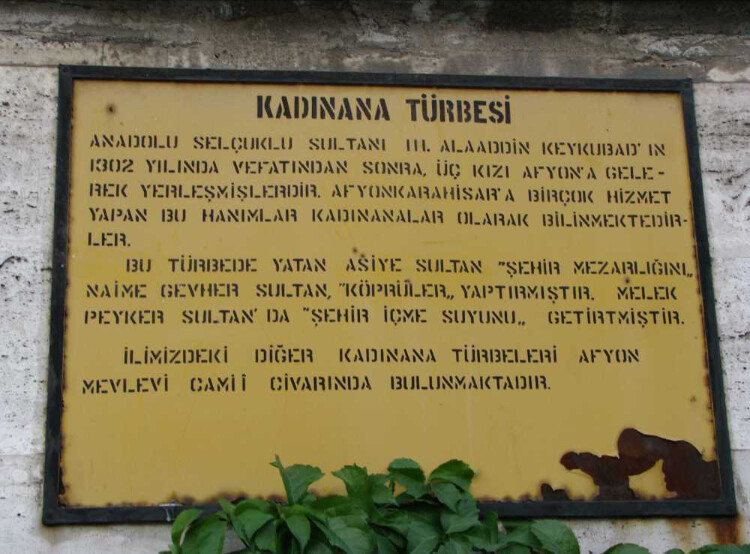 KADINANA TÜRBESİ
ANADOLU SELÇUKLU SULTANI III. ALAADDİN KEYKUBAD'IN
1302 YILINDA VEFATINDAN SONRA, ÜÇ KIZI AFYON'A GELE-
REK YERLEŞMİŞLERDİR. AFYONKARAHİSAR'A BİRÇOK HİZMET
YAPAN BU HANIMLAR KADINANALAR OLARAK BİLİNMEKTEDİR-
LER.
BU TÜRBEDE YATAN ASİYE SULTAN "ŞEHİR MEZARLIĞINI„
NAİME GEVHER SULTAN, "KÖPRÜLER„ YAPTIRMIŞTIR. MELEK
PEYKER SULTAN'DA "ŞEHİR İÇME SUYUNU„ GETİRTMİŞTİR.
İLİMİZDEKİ DİĞER KADINANA TÜRBELERİ AFYON
MEVLEVİ CAMİİ CİVARINDA BULUNMAKTADIR.